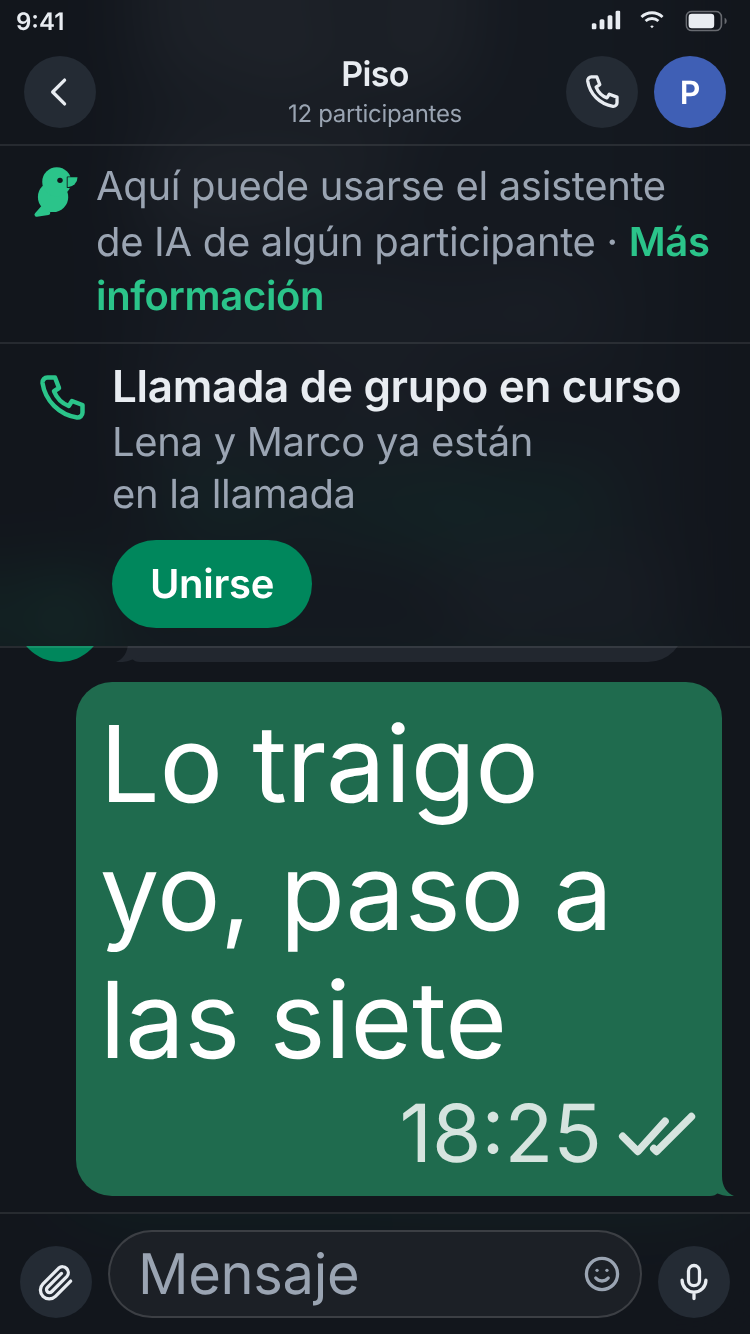 9:41
Piso
12 participantes
P
Aquí puede usarse el asistente
de IA de algún participante · Más
información
Llamada de grupo en curso
Lena y Marco ya están
en la llamada
Unirse
Lo traigo
yo, paso a
las siete
18:25
Mensaje